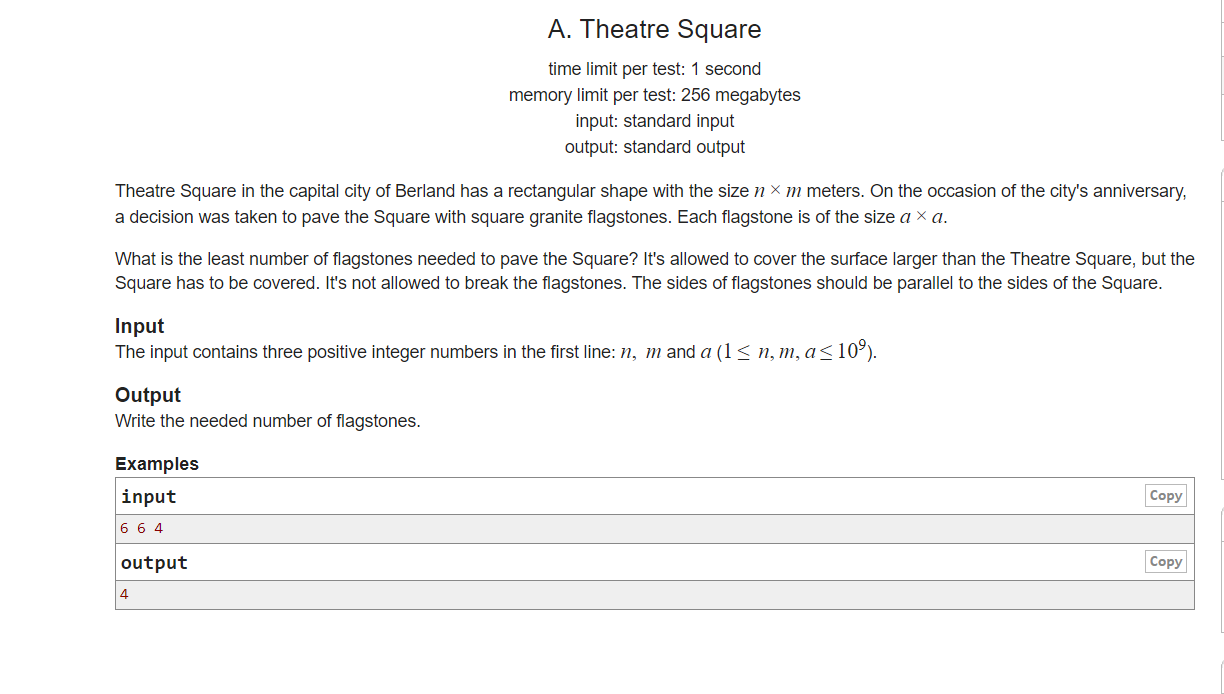 A. Theatre Square
time limit per test: 1 second
memory limit per test: 256 megabytes
input: standard input
output: standard output
Theatre Square in the capital city of Berland has a rectangular shape with the size n × m meters. On the occasion of the city's anniversary,
a decision was taken to pave the Square with square granite flagstones. Each flagstone is of the size a × a.
What is the least number of flagstones needed to pave the Square? It's allowed to cover the surface larger than the Theatre Square, but the
Square has to be covered. It's not allowed to break the flagstones. The sides of flagstones should be parallel to the sides of the Square.
Input
The input contains three positive integer numbers in the first line: n, m and a (1 ≤ n, m, a ≤ 10⁹).
Output
Write the needed number of flagstones.
Examples
input Copy
6 6 4
output Copy
4